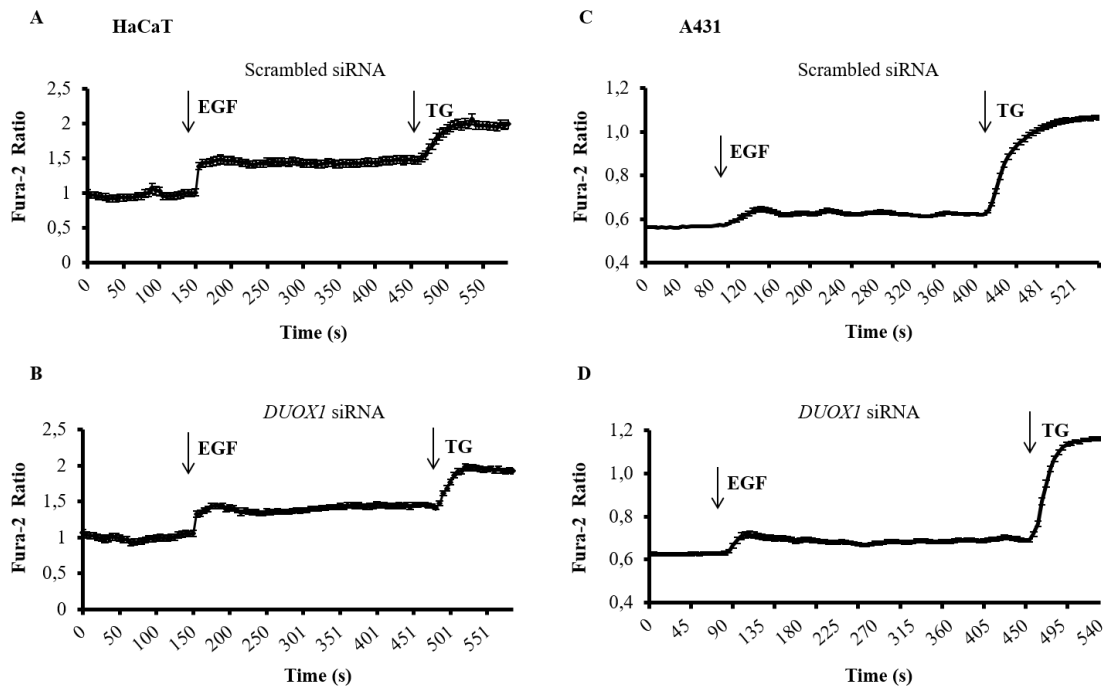 A
HaCaT
Scrambled siRNA
EGF
TG
Fura-2 Ratio
2,5
2
1,5
1
0,5
0
0 50 100 150 200 250 300 350 400 450 500 550
Time (s)
B
DUOX1 siRNA
EGF
TG
Fura-2 Ratio
2,5
2
1,5
1
0,5
0
0 50 100 150 200 250 301 351 401 451 501 551
Time (s)
C
A431
Scrambled siRNA
EGF
TG
Fura-2 Ratio
1,2
1,0
0,8
0,6
0,4
0 40 80 120 160 200 240 280 320 360 400 440 481 521
Time (s)
D
DUOX1 siRNA
EGF
TG
Fura-2 Ratio
1,2
1,0
0,8
0,6
0,4
0 45 90 135 180 225 270 315 360 405 450 495 540
Time (s)